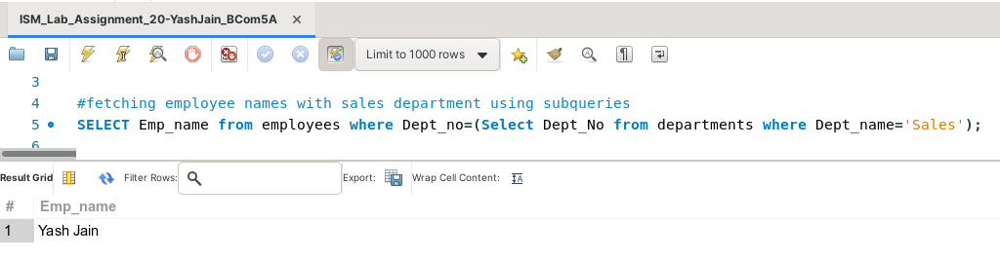 ISM_Lab_Assignment_20-YashJain_BCom5A
Limit to 1000 rows
3
4 #fetching employee names with sales department using subqueries
5 SELECT Emp_name from employees where Dept_no=(Select Dept_No from departments where Dept_name='Sales');
6
Result Grid Filter Rows: Export: Wrap Cell Content:
# Emp_name
1 Yash Jain